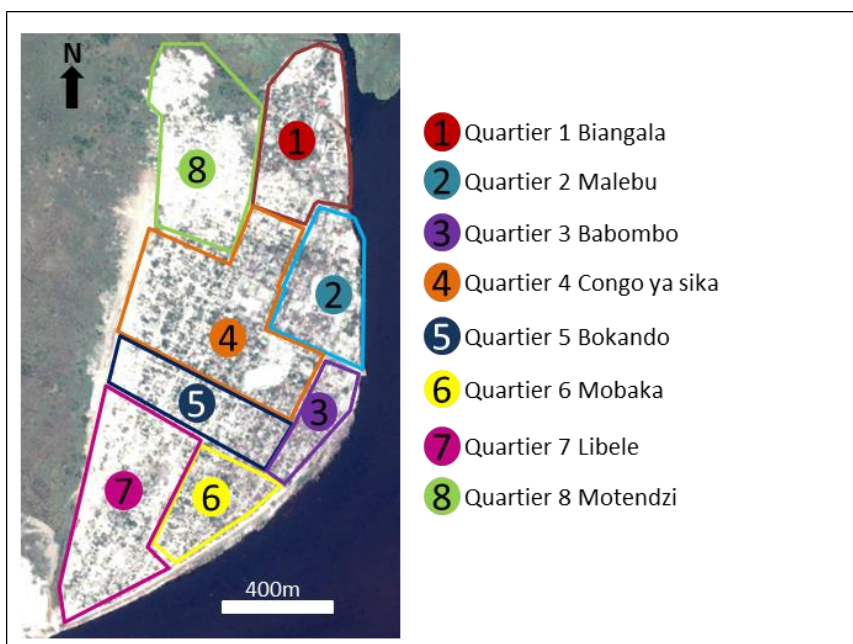 N
1
8
2
4
3
5
7
6
400m
1 Quartier 1 Biangala
2 Quartier 2 Malebu
3 Quartier 3 Babombo
4 Quartier 4 Congo ya sika
5 Quartier 5 Bokando
6 Quartier 6 Mobaka
7 Quartier 7 Libele
8 Quartier 8 Motendzi